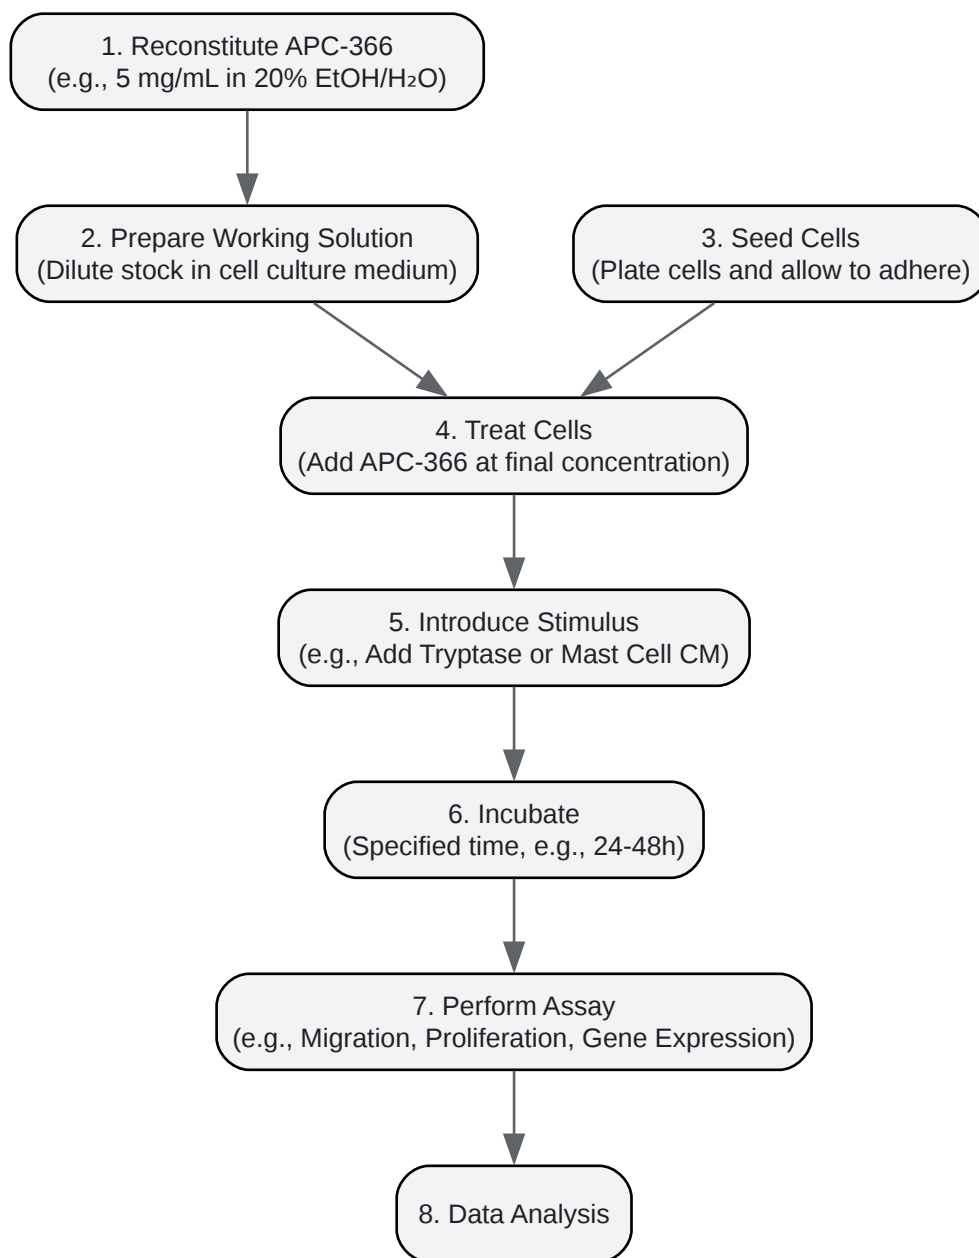 1. Reconstitute APC-366
(e.g., 5 mg/mL in 20% EtOH/H₂O)
2. Prepare Working Solution
(Dilute stock in cell culture medium)
3. Seed Cells
(Plate cells and allow to adhere)
4. Treat Cells
(Add APC-366 at final concentration)
5. Introduce Stimulus
(e.g., Add Tryptase or Mast Cell CM)
6. Incubate
(Specified time, e.g., 24-48h)
7. Perform Assay
(e.g., Migration, Proliferation, Gene Expression)
8. Data Analysis